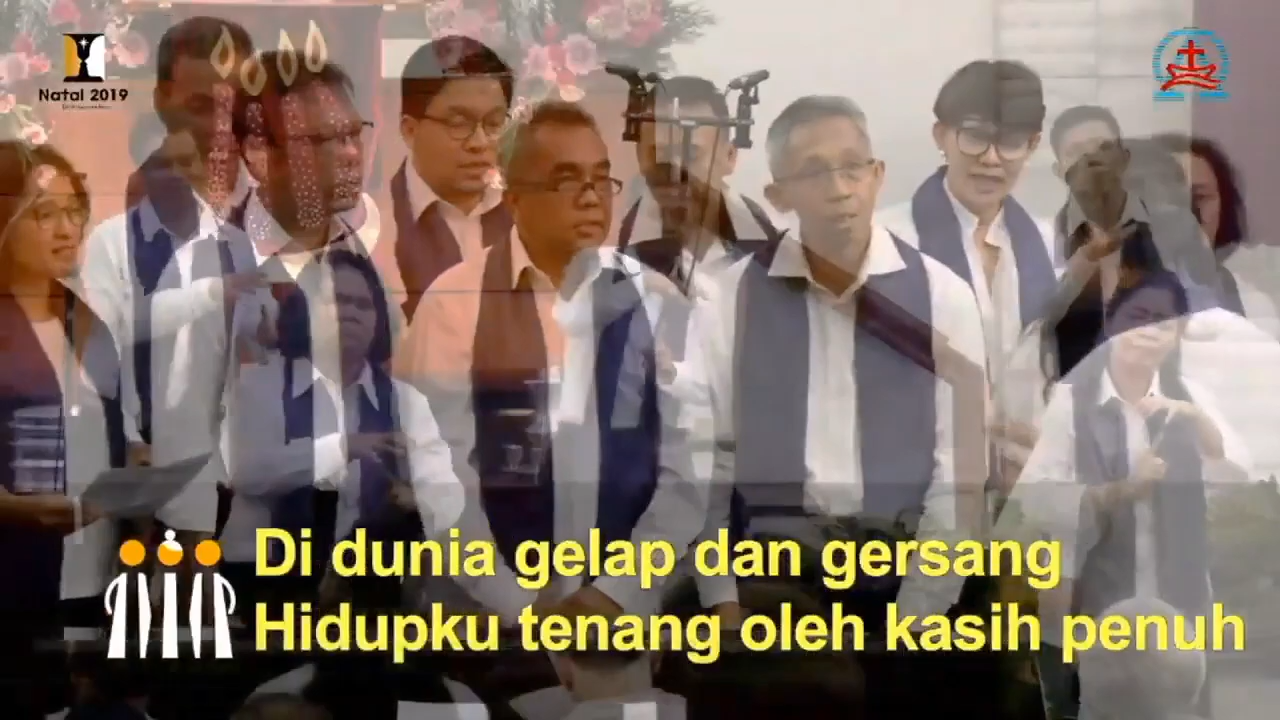 Natal 2019
Di dunia gelap dan gersang
Hidupku tenang oleh kasih penuh